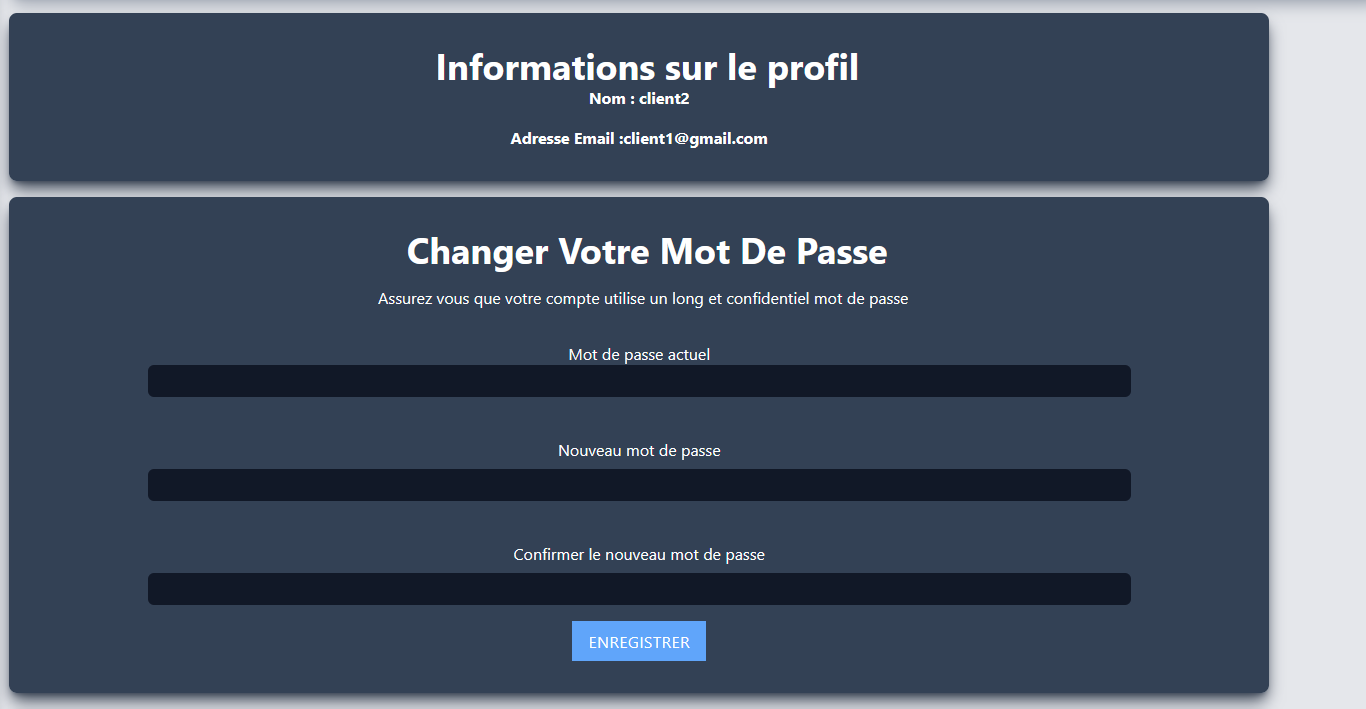 Informations sur le profil
Nom : client2
Adresse Email :client1@gmail.com
Changer Votre Mot De Passe
Assurez vous que votre compte utilise un long et confidentiel mot de passe
Mot de passe actuel
Nouveau mot de passe
Confirmer le nouveau mot de passe
ENREGISTRER